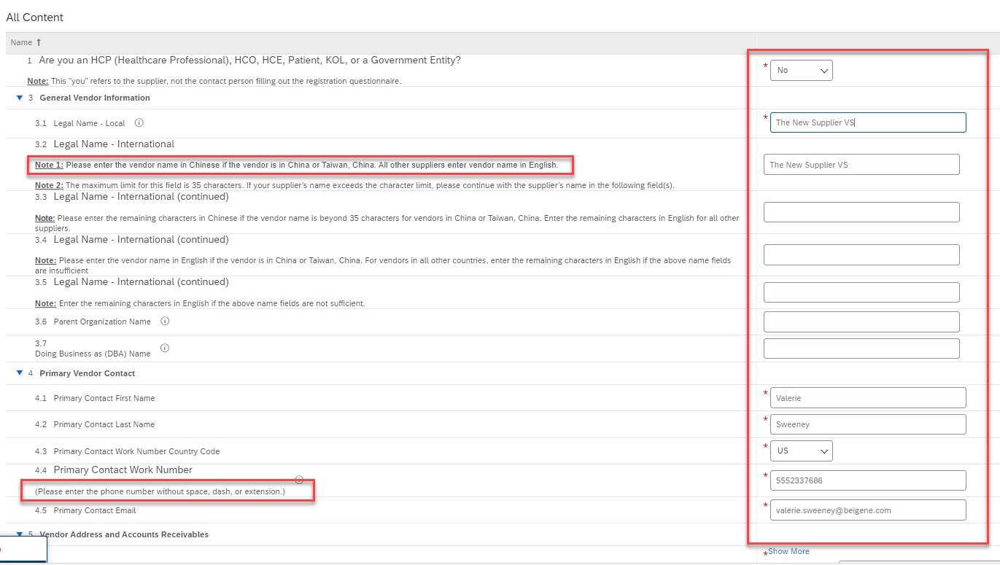 All Content
Name ↑
1 Are you an HCP (Healthcare Professional), HCO, HCE, Patient, KOL, or a Government Entity?
* No
Note: This "you" refers to the supplier, not the contact person filling out the registration questionnaire.
▼ 3 General Vendor Information
3.1 Legal Name - Local
* The New Supplier VS
3.2 Legal Name - International
Note 1: Please enter the vendor name in Chinese if the vendor is in China or Taiwan, China. All other suppliers enter vendor name in English.
The New Supplier VS
Note 2: The maximum limit for this field is 35 characters. If your supplier's name exceeds the character limit, please continue with the supplier's name in the following field(s).
3.3 Legal Name - International (continued)
Note: Please enter the remaining characters in Chinese if the vendor name is beyond 35 characters for vendors in China or Taiwan, China. Enter the remaining characters in English for all other
suppliers.
3.4 Legal Name - International (continued)
Note: Please enter the vendor name in English if the vendor is in China or Taiwan, China. For vendors in all other countries, enter the remaining characters in English if the above name fields
are insufficient
3.5 Legal Name - International (continued)
Note: Enter the remaining characters in English if the above name fields are not sufficient.
3.6 Parent Organization Name
3.7
Doing Business as (DBA) Name
▼ 4 Primary Vendor Contact
4.1 Primary Contact First Name
* Valerie
4.2 Primary Contact Last Name
* Sweeney
4.3 Primary Contact Work Number Country Code
* US
4.4 Primary Contact Work Number
* 5552337686
(Please enter the phone number without space, dash, or extension.)
4.5 Primary Contact Email
* valerie.sweeney@beigene.com
▼ 5 Vendor Address and Accounts Receivables
* Show More